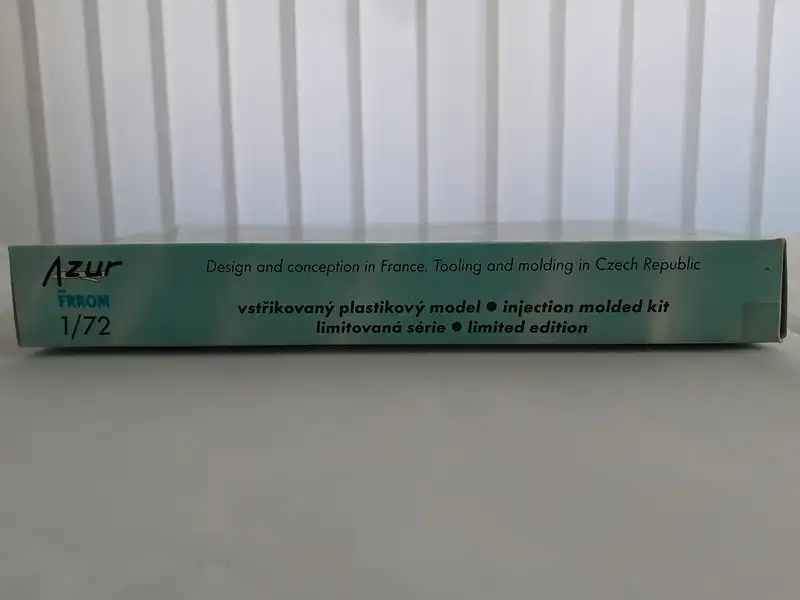 Azur
FRROM
1/72
Design and conception in France. Tooling and molding in Czech Republic
vstřikovaný plastikový model ● injection molded kit
limitovaná série ● limited edition